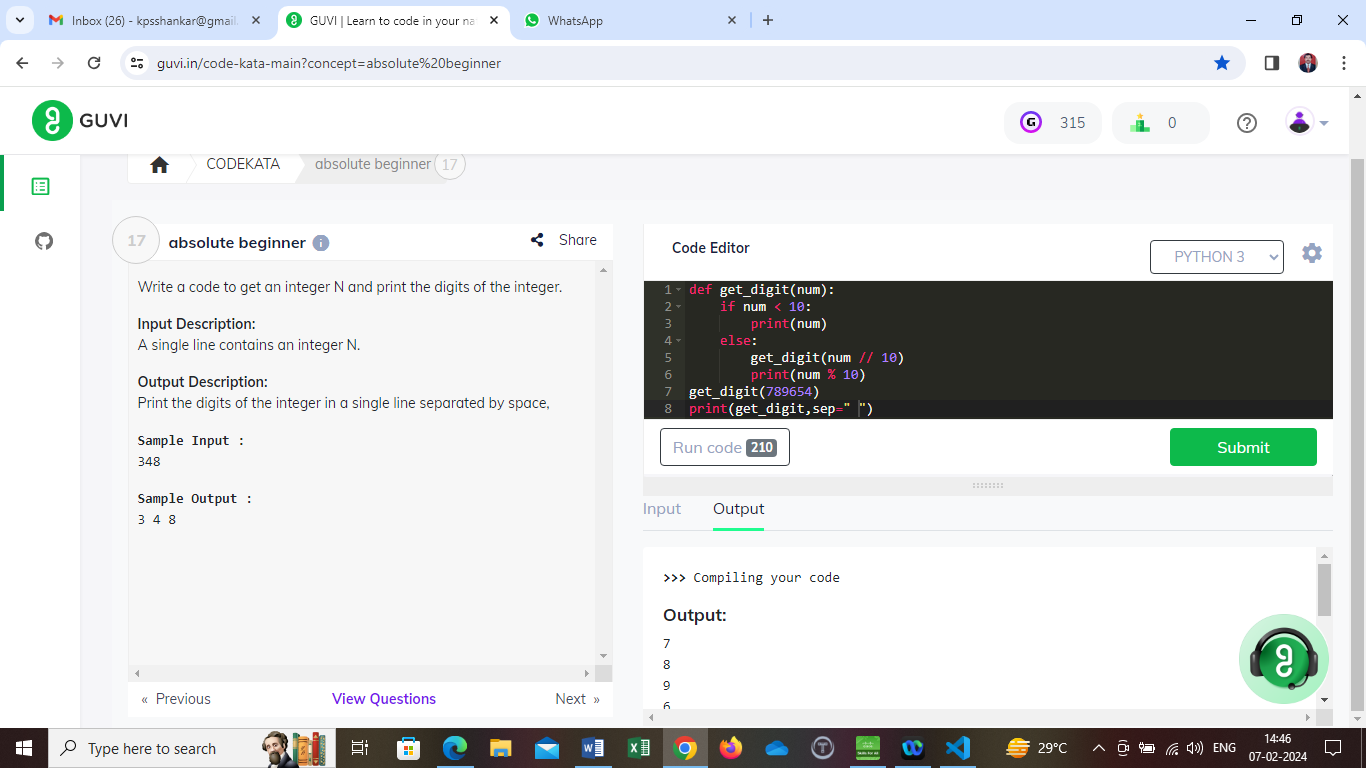 Inbox (26) - kpsshankar@gmail.
GUVI | Learn to code in your na
WhatsApp
guvi.in/code-kata-main?concept=absolute%20beginner
GUVI
315
0
CODEKATA
absolute beginner
17
17
absolute beginner
Share
Write a code to get an integer N and print the digits of the integer.
Input Description:
A single line contains an integer N.
Output Description:
Print the digits of the integer in a single line separated by space,
Sample Input :
348
Sample Output :
3 4 8
« Previous
View Questions
Next »
Code Editor
PYTHON 3
1 def get_digit(num):
2     if num < 10:
3         print(num)
4     else:
5         get_digit(num // 10)
6         print(num % 10)
7 get_digit(789654)
8 print(get_digit,sep=" ")
Run code 210
Submit
Input
Output
>>> Compiling your code
Output:
7
8
9
6
Type here to search
29°C
ENG
14:46
07-02-2024